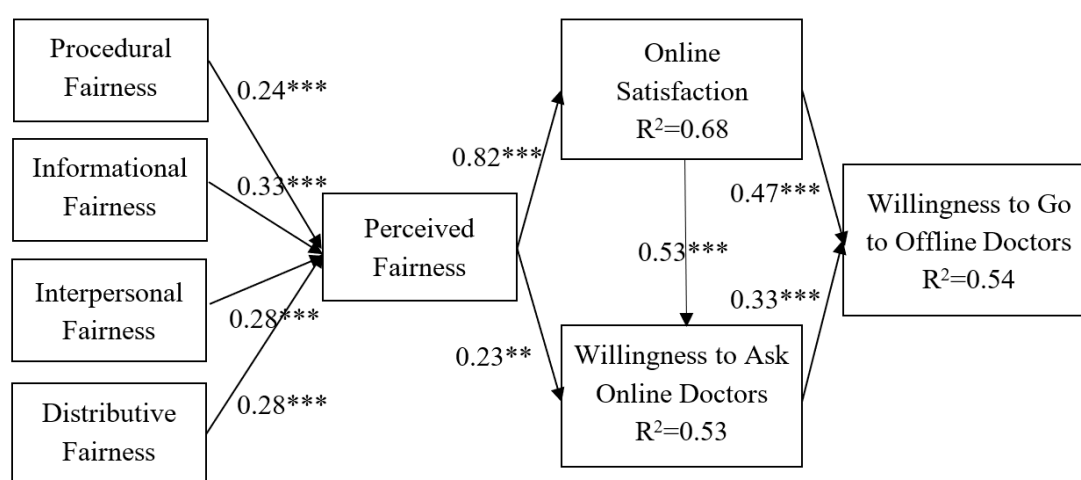 Procedural
Fairness
0.24***
Informational
Fairness
0.33***
Interpersonal
Fairness
0.28***
Distributive
Fairness
0.28***
Perceived
Fairness
0.82***
0.23**
Online
Satisfaction
R²=0.68
0.53***
Willingness to Ask
Online Doctors
R²=0.53
0.47***
0.33***
Willingness to Go
to Offline Doctors
R²=0.54